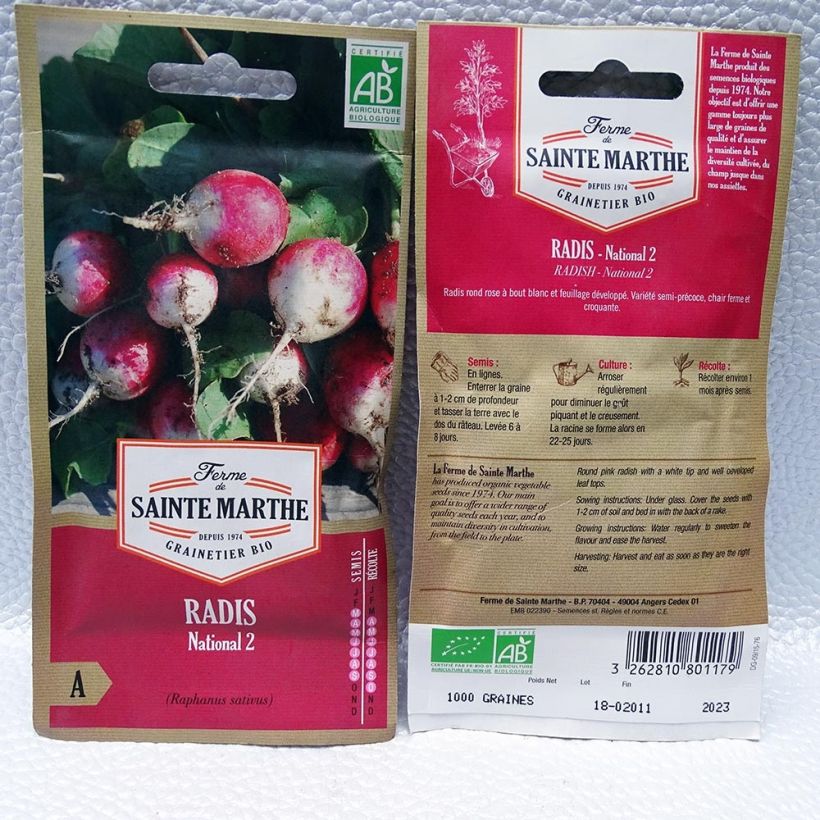 CERTIFIÉ
AB
AGRICULTURE
BIOLOGIQUE
Ferme
de
SAINTE MARTHE
DEPUIS 1974
GRAINETIER BIO
RADIS
National 2
(Raphanus sativus)
A
SEMIS
RÉCOLTE
J F M A M J J A S O N D
J F M A M J J A S O N D
Ferme
de
SAINTE MARTHE
DEPUIS 1974
GRAINETIER BIO
La Ferme de Sainte
Marthe produit des
semences biologiques
depuis 1974. Notre
objectif est d'offrir une
gamme toujours plus
large de graines de
qualité et d'assurer
le maintien de la
diversité cultivée, du
champ jusque dans
nos assiettes.
RADIS - National 2
RADISH - National 2
Radis rond rose à bout blanc et feuillage développé. Variété semi-précoce, chair ferme et
croquante.
Semis :
En lignes.
Enterrer la graine
à 1-2 cm de profondeur
et tasser la terre avec le
dos du râteau. Levée 6 à
8 jours.
Culture :
Arroser
régulièrement
pour diminuer le goût
piquant et le creusement.
La racine se forme alors en
22-25 jours.
Récolte :
Récolter environ 1
mois après semis.
La Ferme de Sainte Marthe
has produced organic vegetable
seeds since 1974. Our main
goal is to offer a wider range of
quality seeds each year, and to
maintain diversity in cultivation,
from the field to the plate.
Round pink radish with a white tip and well developed
leaf tops.
Sowing instructions: Under glass. Cover the seeds with
1-2 cm of soil and bed in with the back of a rake.
Growing instructions: Water regularly to sweeten the
flavour and ease the harvest.
Harvesting: Harvest and eat as soon as they are the right
size.
Ferme de Sainte Marthe - B.P. 70404 - 49004 Angers Cedex 01
EMB 022390 - Semences st. Règles et normes C.E.
CERTIFIÉ PAR FR-BIO-01
AGRICULTURE UE/NON UE
CERTIFIÉ
AB
AGRICULTURE
BIOLOGIQUE
3 262810 801179
DG-0915-76
Poids Net
Lot
Fin
1000 GRAINES
18-02011
2023